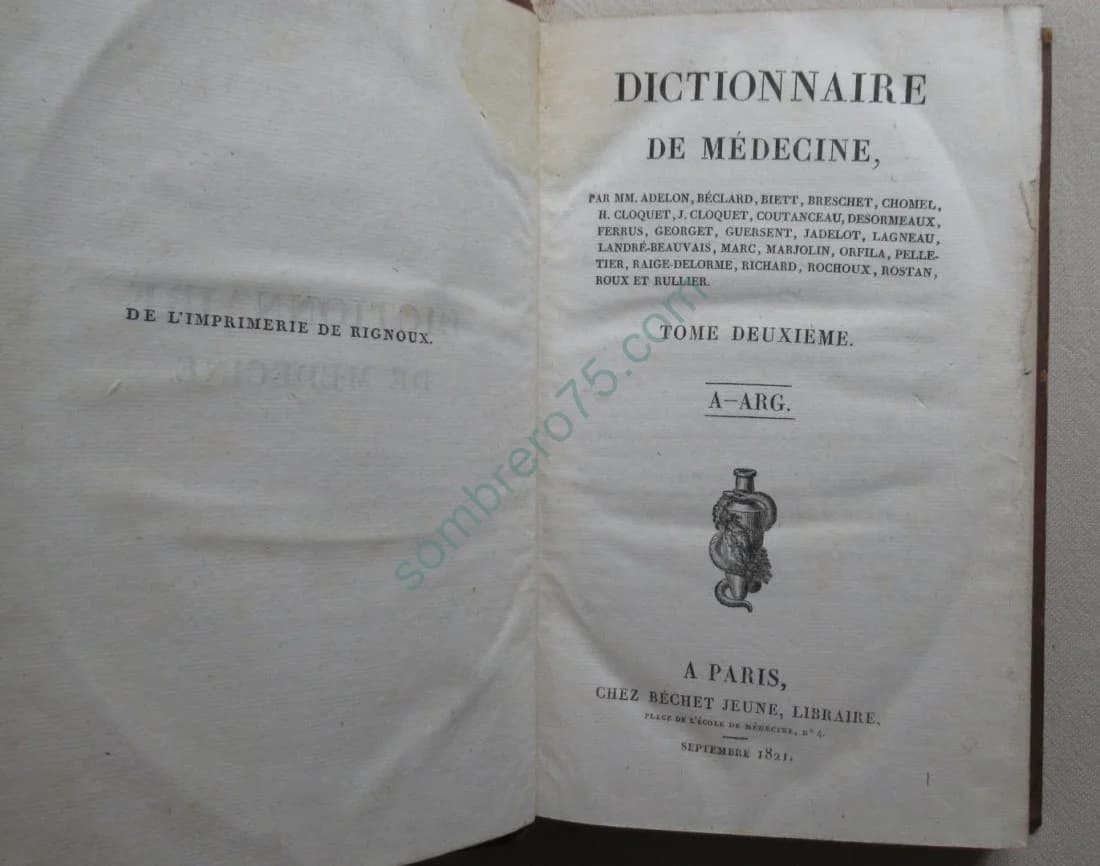 DE L'IMPRIMERIE DE RIGNOUX.
DICTIONNAIRE
DE MÉDECINE,
PAR MM. ADELON, BÉCLARD, BIETT, BRESCHET, CHOMEL,
H. CLOQUET, J. CLOQUET, COUTANCEAU, DESORMEAUX,
FERRUS, GEORGET, GUERSENT, JADELOT, LAGNEAU,
LANDRÉ-BEAUVAIS, MARC, MARJOLIN, ORFILA, PELLE-
TIER, RAIGE-DELORME, RICHARD, ROCHOUX, ROSTAN,
ROUX ET RULLIER.
TOME DEUXIÈME.
A–ARG.
A PARIS,
CHEZ BÉCHET JEUNE, LIBRAIRE,
PLACE DE L'ÉCOLE DE MÉDECINE, N° 4.
SEPTEMBRE 1821.
sombrero75.com